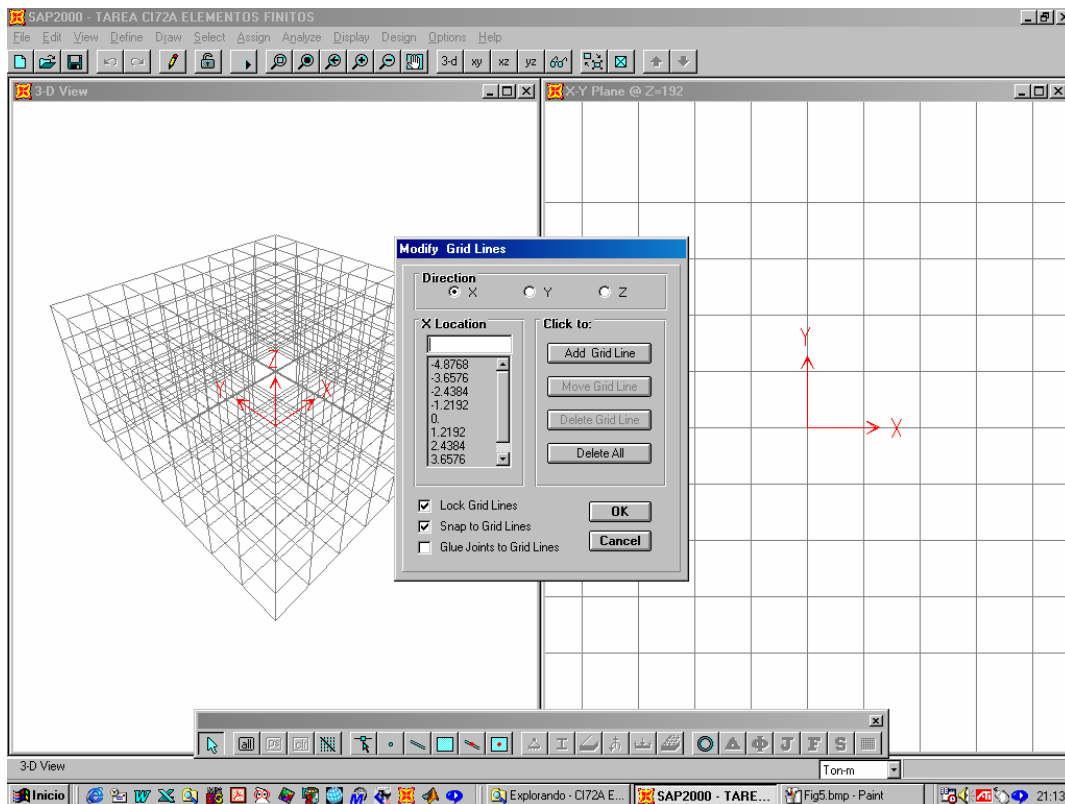 SAP2000 - TAREA CI72A ELEMENTOS FINITOS
File Edit View Define Draw Select Assign Analyze Display Design Options Help
3-d xy xz yz
3-D View
X-Y Plane @ Z=192
Z
Y
X
Y
X
Modify Grid Lines
Direction
X Y Z
X Location
-4.8768
-3.6576
-2.4384
-1.2192
0.
1.2192
2.4384
3.6576
Click to:
Add Grid Line
Move Grid Line
Delete Grid Line
Delete All
Lock Grid Lines
Snap to Grid Lines
Glue Joints to Grid Lines
OK
Cancel
all ps clr
J F S
3-D View
Ton-m
Inicio
Explorando - CI72A E...
SAP2000 - TARE...
Fig5.bmp - Paint
21:13